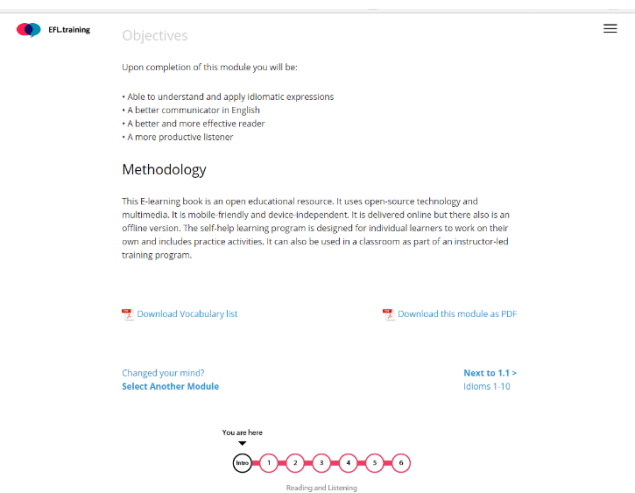 EFL.training
Objectives
Upon completion of this module you will be:
• Able to understand and apply idiomatic expressions
• A better communicator in English
• A better and more effective reader
• A more productive listener
Methodology
This E-learning book is an open educational resource. It uses open-source technology and
multimedia. It is mobile-friendly and device-independent. It is delivered online but there also is an
offline version. The self-help learning program is designed for individual learners to work on their
own and includes practice activities. It can also be used in a classroom as part of an instructor-led
training program.
Download Vocabulary list
Download this module as PDF
Changed your mind?
Select Another Module
Next to 1.1 >
Idioms 1-10
You are here
Intro 1 2 3 4 5 6
Reading and Listening